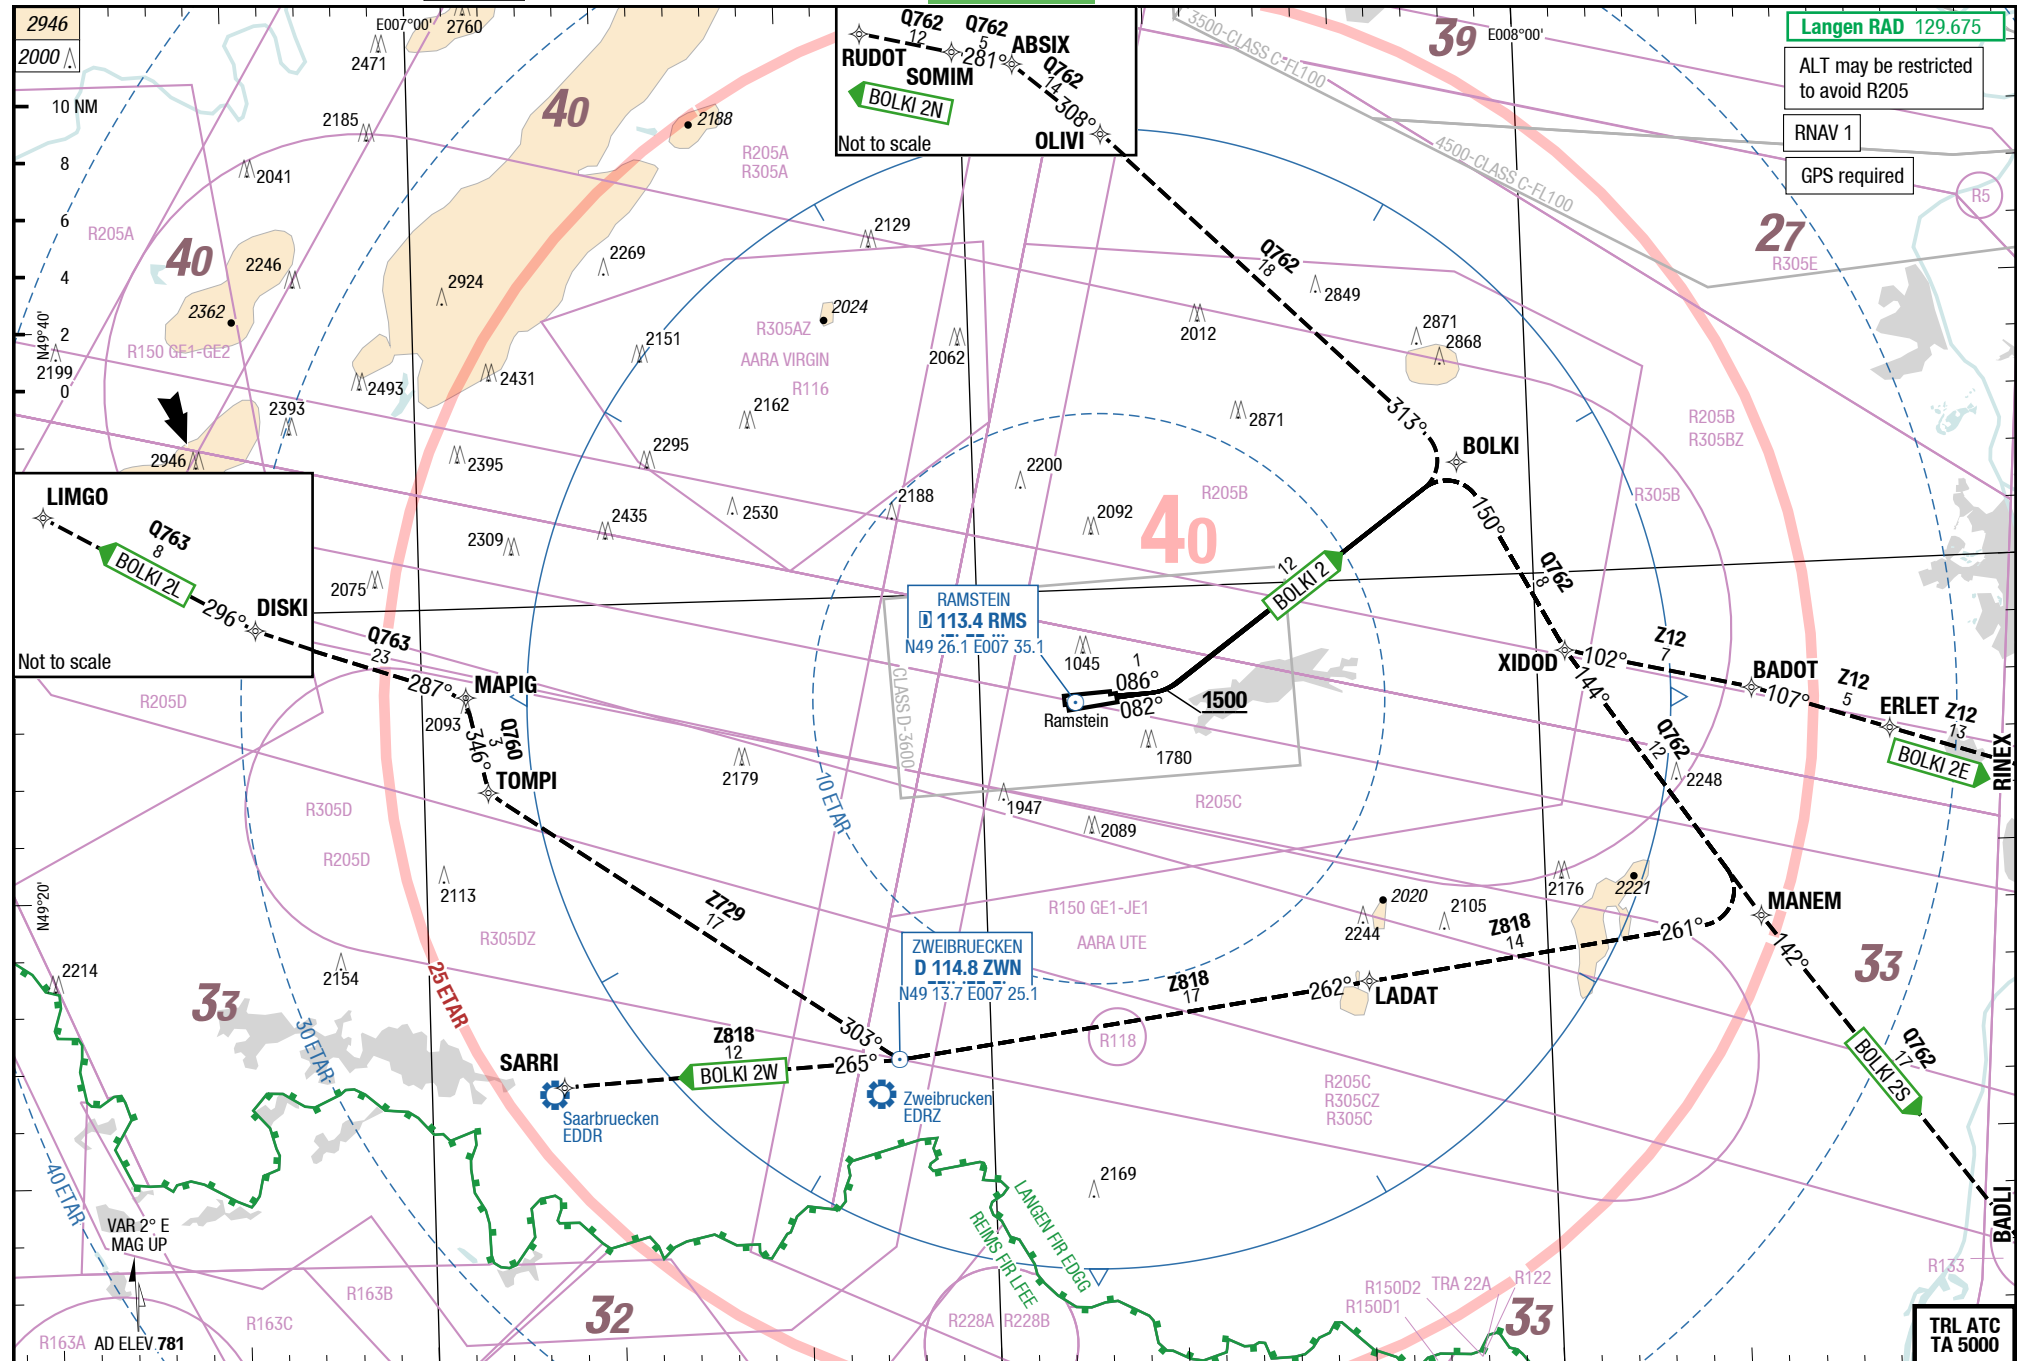 2946
2000
E007°00'
2760
2471
10 NM
8
6
4
2
0
N49°40'
2185
2041
R205A
40
2246
2362
R150 GE1-GE2
2199
2493
2393
2946
40
2188
R205A
R305A
2129
2269
2924
2024
R305AZ
AARA VIRGIN
R116
2151
2062
2431
2162
2295
2395
2530
2435
2309
2188
2200
2075
Q762
12
Q762
5
281°
RUDOT
SOMIM
ABSIX
Q762
14
308°
BOLKI 2N
OLIVI
Not to scale
39
E008°00'
3500-CLASS C-FL100
4500-CLASS C-FL100
Langen RAD 129.675
ALT may be restricted
to avoid R205
RNAV 1
GPS required
R5
27
R305E
Q762
18
2849
2012
2871
2868
2871
313°
BOLKI
R205B
R305BZ
R205B
R305B
2092
40
150°
Q762
8
12
BOLKI 2
LIMGO
Q763
8
BOLKI 2L
296°
DISKI
Not to scale
Q763
23
287°
MAPIG
2093
346°
Q760
3
TOMPI
RAMSTEIN
D 113.4 RMS
N49 26.1 E007 35.1
1045
1
086°
082°
1500
Ramstein
CLASS D-3600
1780
XIDOD
102°
Z12
7
BADOT
107°
Z12
5
ERLET
Z12
13
BOLKI 2E
RINEX
144°
Q762
12
2248
R205D
R305D
R205D
2179
10 ETAR
1947
2089
R205C
2113
N49°20'
Z729
17
R305DZ
2154
2214
33
25 ETAR
30 ETAR
40 ETAR
R150 GE1-JE1
AARA UTE
2020
2244
2105
2176
2221
Z818
14
261°
MANEM
142°
33
ZWEIBRUECKEN
D 114.8 ZWN
N49 13.7 E007 25.1
Z818
17
262°
LADAT
R118
303°
Z818
12
265°
BOLKI 2W
SARRI
Saarbruecken
EDDR
Zweibrucken
EDRZ
R205C
R305CZ
R305C
Q762
17
BOLKI 2S
BADLI
2169
LANGEN FIR EDGG
REIMS FIR LFEE
VAR 2° E
MAG UP
R163A
AD ELEV 781
R163C
R163B
32
R228A
R228B
R150D2
R150D1
TRA 22A
R122
33
R133
TRL ATC
TA 5000